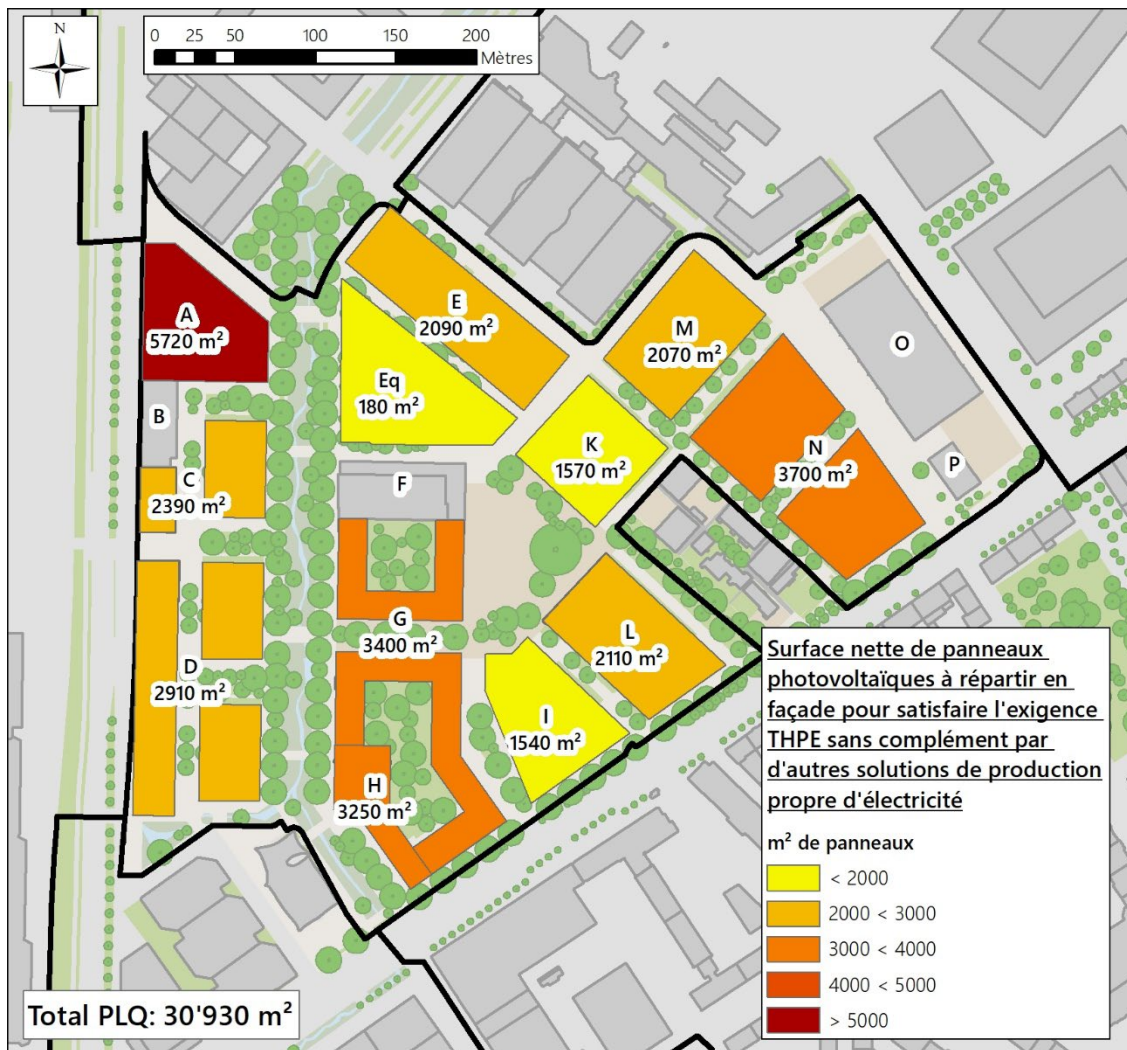 N
0 25 50 100 150 200
Mètres
A
5720 m²
E
2090 m²
M
2070 m²
O
Eq
180 m²
B
K
1570 m²
N
3700 m²
P
C
2390 m²
F
G
3400 m²
L
2110 m²
D
2910 m²
I
1540 m²
H
3250 m²
Surface nette de panneaux
photovoltaïques à répartir en
façade pour satisfaire l'exigence
THPE sans complément par
d'autres solutions de production
propre d'électricité
m² de panneaux
< 2000
2000 < 3000
3000 < 4000
4000 < 5000
> 5000
Total PLQ: 30'930 m²